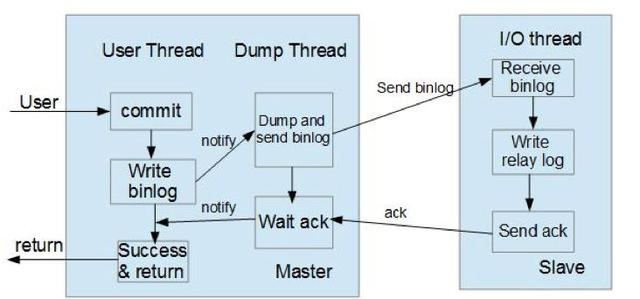 User Thread
Dump Thread
I/O thread
User
commit
notify
Dump and
send binlog
Send binlog
Receive
binlog
Write
binlog
Write
relay log
notify
Wait ack
ack
Send ack
return
Success
& return
Master
Slave